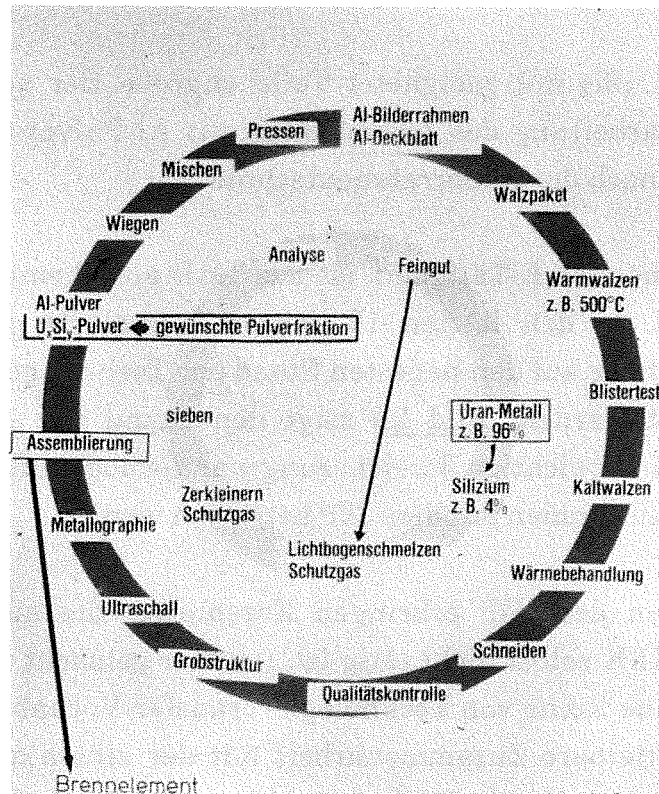 Al-Bilderrahmen
Al-Deckblatt
Walzpaket
Warmwalzen
z. B. 500°C
Blistertest
Kaltwalzen
Wärmebehandlung
Schneiden
Qualitätskontrolle
Grobstruktur
Ultraschall
Metallographie
Assemblierung
Brennelement
Al-Pulver
UxSiy-Pulver
gewünschte Pulverfraktion
Wiegen
Mischen
Pressen
Analyse
Feingut
sieben
Zerkleinern
Schutzgas
Lichtbogenschmelzen
Schutzgas
Uran-Metall
z. B. 96%
Silizium
z. B. 4%